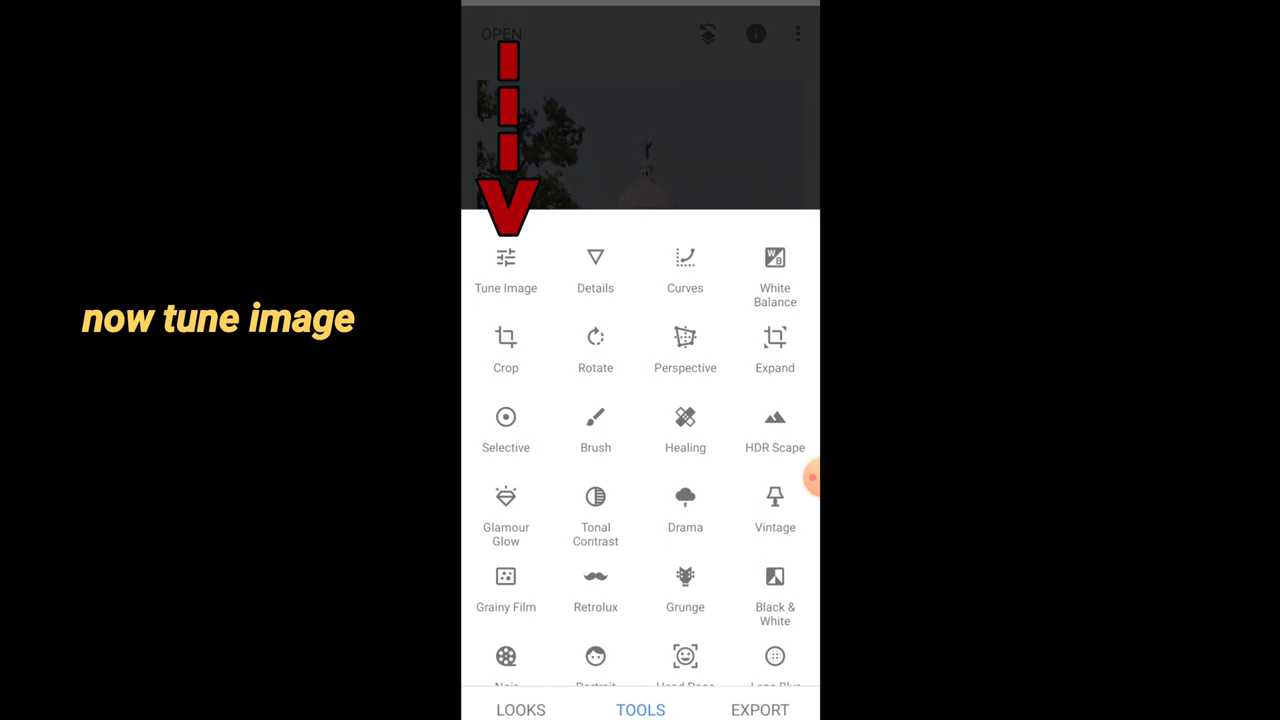 OPEN
now tune image
Tune Image
Details
Curves
White
Balance
Crop
Rotate
Perspective
Expand
Selective
Brush
Healing
HDR Scape
Glamour
Glow
Tonal
Contrast
Drama
Vintage
Grainy Film
Retrolux
Grunge
Black &
White
LOOKS
TOOLS
EXPORT